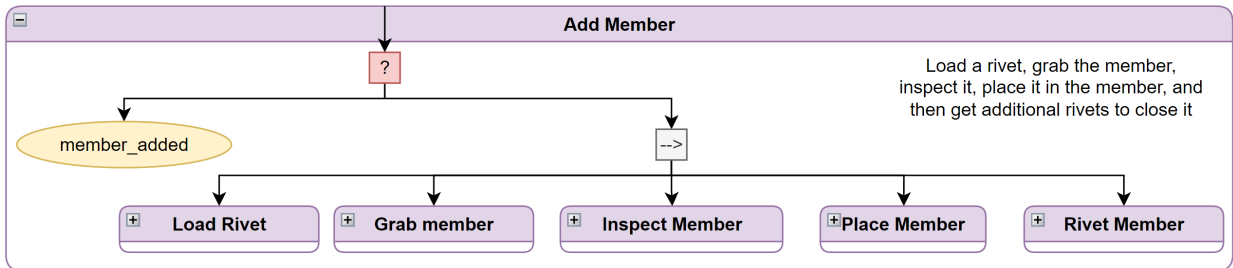 Add Member
?
Load a rivet, grab the member,
inspect it, place it in the member, and
then get additional rivets to close it
member_added
-->
Load Rivet
Grab member
Inspect Member
Place Member
Rivet Member